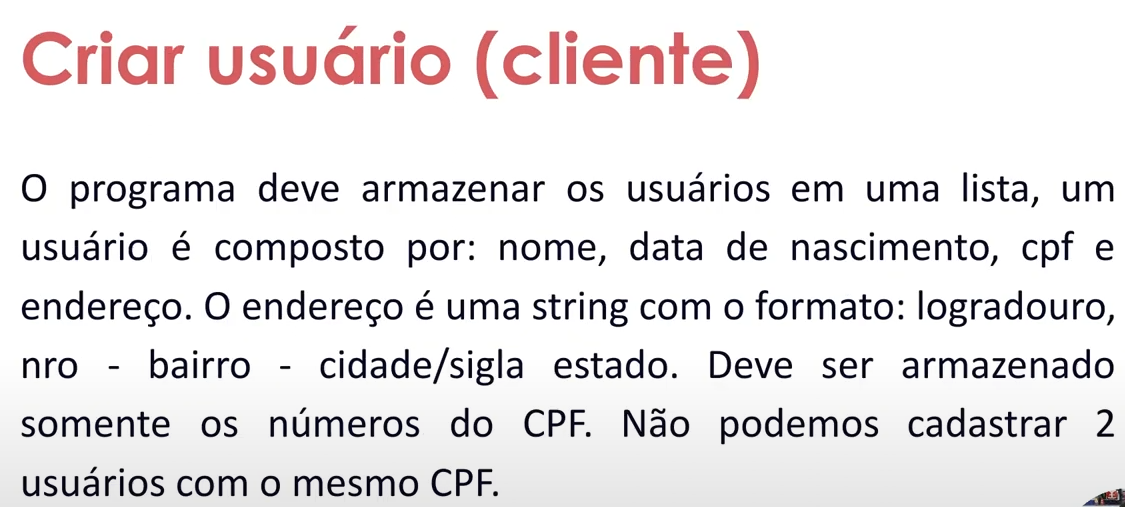 Criar usuário (cliente)
O programa deve armazenar os usuários em uma lista, um
usuário é composto por: nome, data de nascimento, cpf e
endereço. O endereço é uma string com o formato: logradouro,
nro - bairro - cidade/sigla estado. Deve ser armazenado
somente os números do CPF. Não podemos cadastrar 2
usuários com o mesmo CPF.